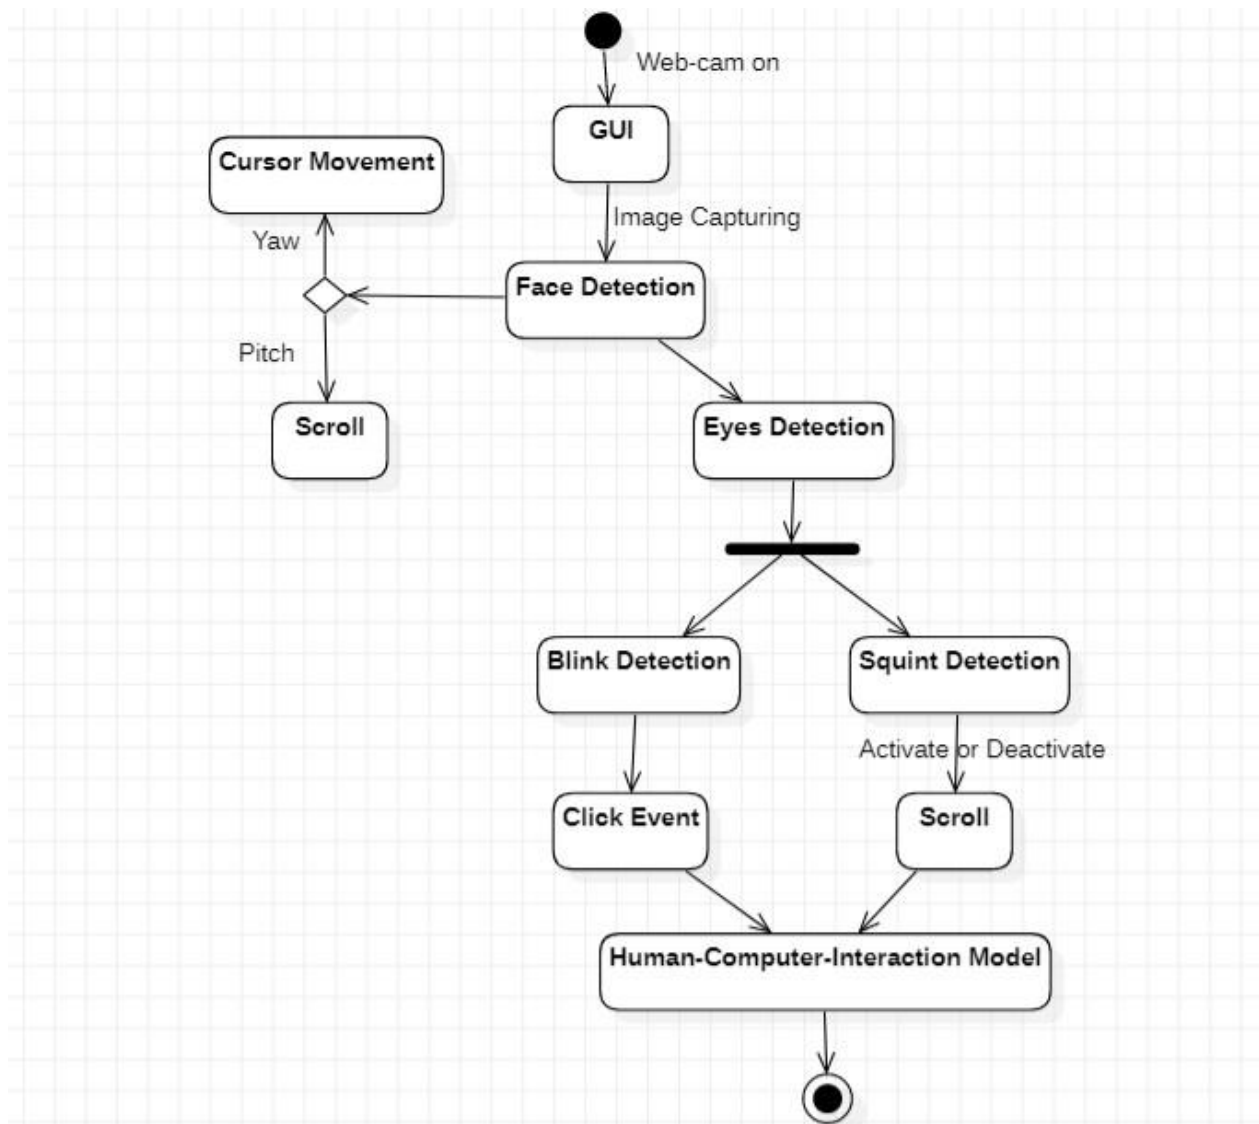 Web-cam on
GUI
Cursor Movement
Image Capturing
Yaw
Face Detection
Pitch
Scroll
Eyes Detection
Blink Detection
Squint Detection
Activate or Deactivate
Click Event
Scroll
Human-Computer-Interaction Model